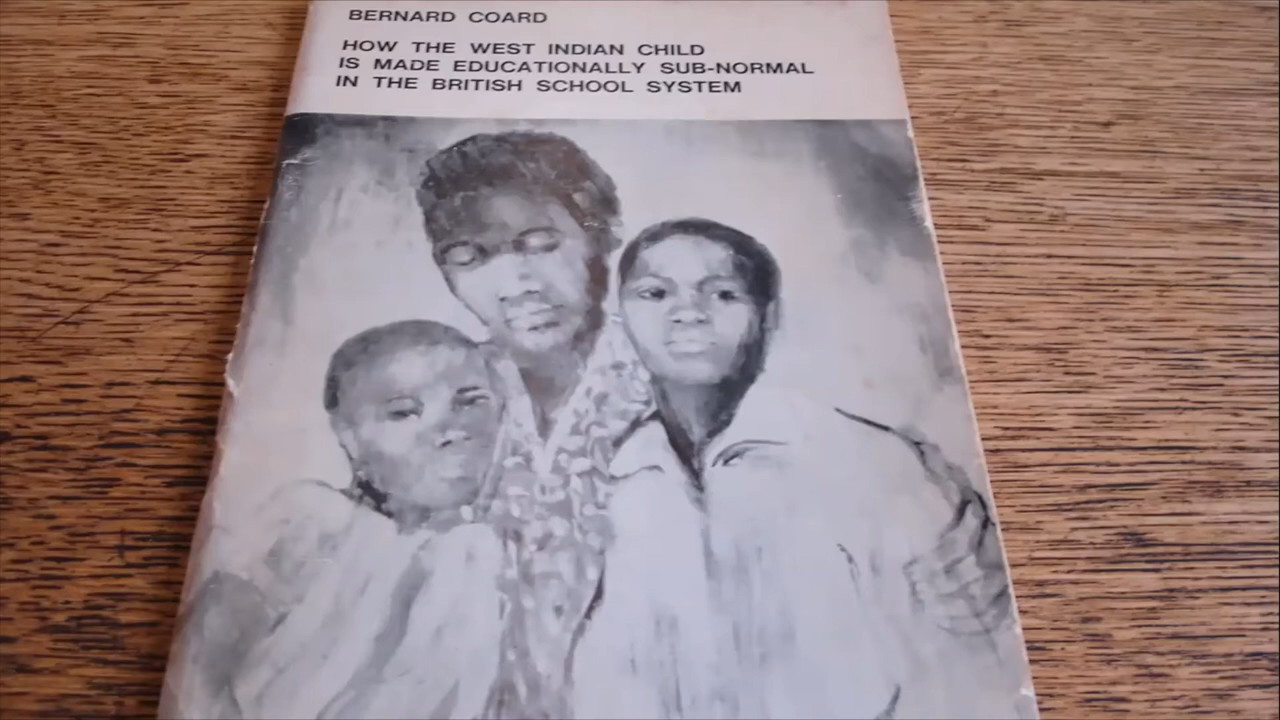 BERNARD COARD
HOW THE WEST INDIAN CHILD
IS MADE EDUCATIONALLY SUB-NORMAL
IN THE BRITISH SCHOOL SYSTEM